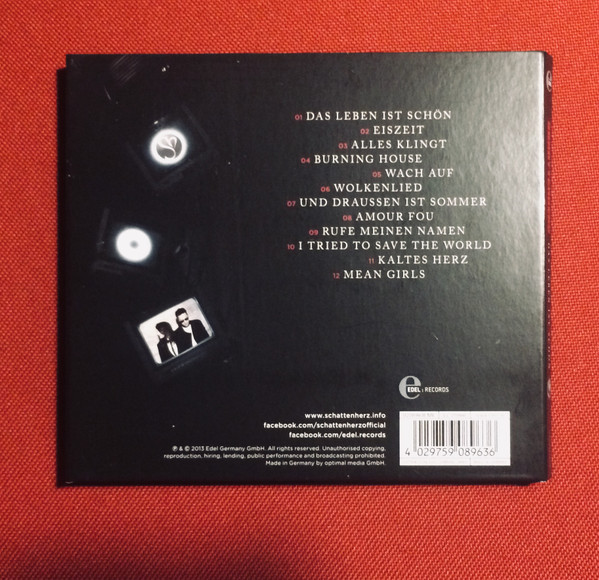 01 DAS LEBEN IST SCHÖN
02 EISZEIT
03 ALLES KLINGT
04 BURNING HOUSE
05 WACH AUF
06 WOLKENLIED
07 UND DRAUSSEN IST SOMMER
08 AMOUR FOU
09 RUFE MEINEN NAMEN
10 I TRIED TO SAVE THE WORLD
11 KALTES HERZ
12 MEAN GIRLS
e
EDEL : RECORDS
www.schattenherz.info
facebook.com/schattenherzofficial
facebook.com/edel.records
℗ & © 2013 Edel Germany GmbH. All rights reserved. Unauthorised copying,
reproduction, hiring, lending, public performance and broadcasting prohibited.
Made in Germany by optimal media GmbH.
4 029759 089636